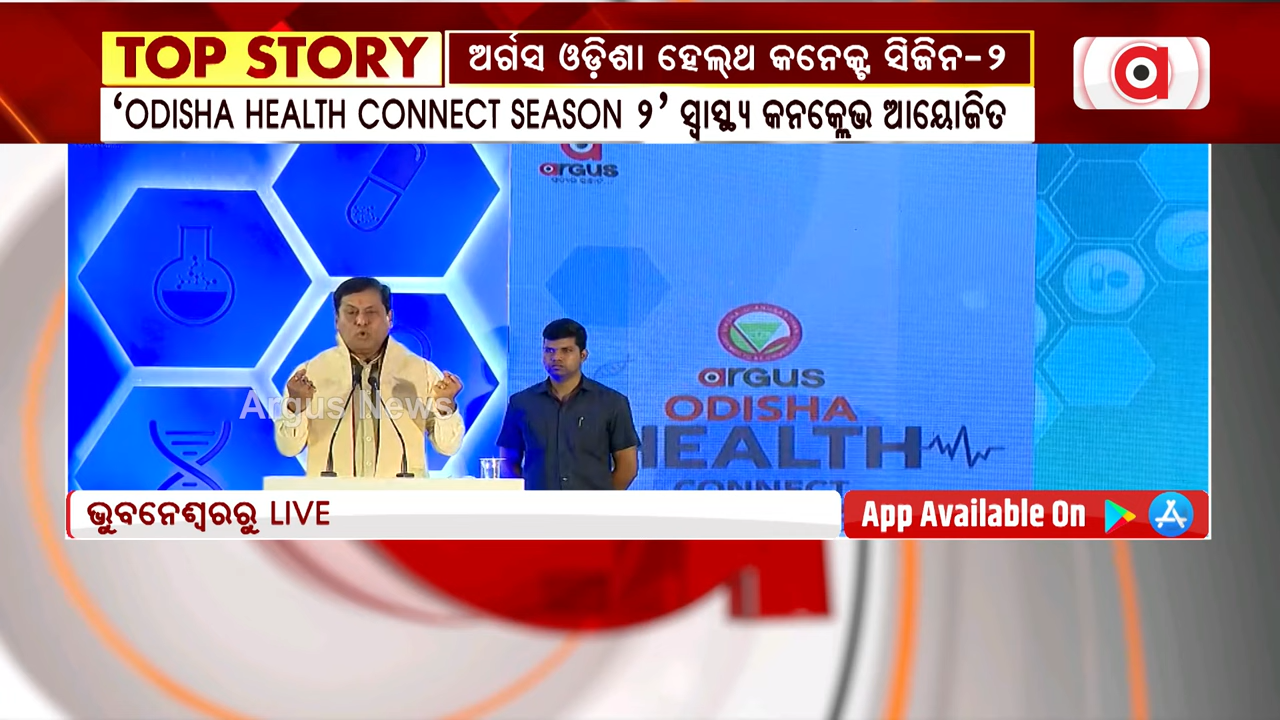 TOP STORY
ଅର୍ଗସ ଓଡ଼ିଶା ହେଲ୍‌ଥ କନେକ୍ଟ ସିଜିନ-୨
‘ODISHA HEALTH CONNECT SEASON ୨’ ସ୍ୱାସ୍ଥ୍ୟ କନକ୍ଲେଭ ଆୟୋଜିତ
argus
argus
ODISHA
HEALTH
CONNECT
Argus News
ଭୁବନେଶ୍ୱରରୁ LIVE
App Available On